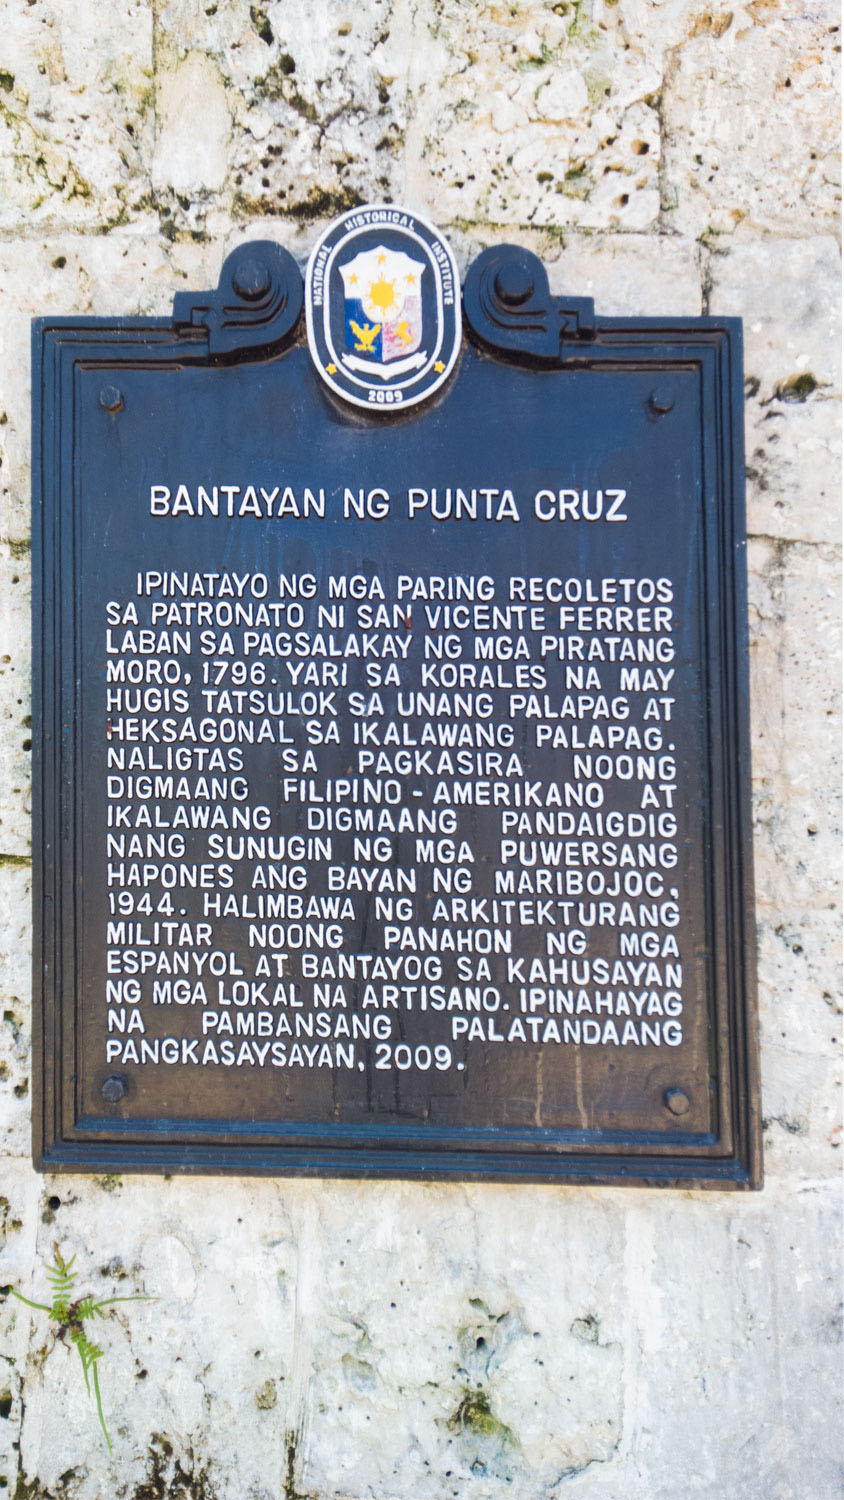 NATIONAL HISTORICAL INSTITUTE
2009
BANTAYAN NG PUNTA CRUZ
IPINATAYO NG MGA PARING RECOLETOS
SA PATRONATO NI SAN VICENTE FERRER
LABAN SA PAGSALAKAY NG MGA PIRATANG
MORO, 1796. YARI SA KORALES NA MAY
HUGIS TATSULOK SA UNANG PALAPAG AT
HEKSAGONAL SA IKALAWANG PALAPAG.
NALIGTAS SA PAGKASIRA NOONG
DIGMAANG FILIPINO - AMERIKANO AT
IKALAWANG DIGMAANG PANDAIGDIG
NANG SUNUGIN NG MGA PUWERSANG
HAPONES ANG BAYAN NG MARIBOJOC,
1944. HALIMBAWA NG ARKITEKTURANG
MILITAR NOONG PANAHON NG MGA
ESPANYOL AT BANTAYOG SA KAHUSAYAN
NG MGA LOKAL NA ARTISANO. IPINAHAYAG
NA PAMBANSANG PALATANDAANG
PANGKASAYSAYAN, 2009.